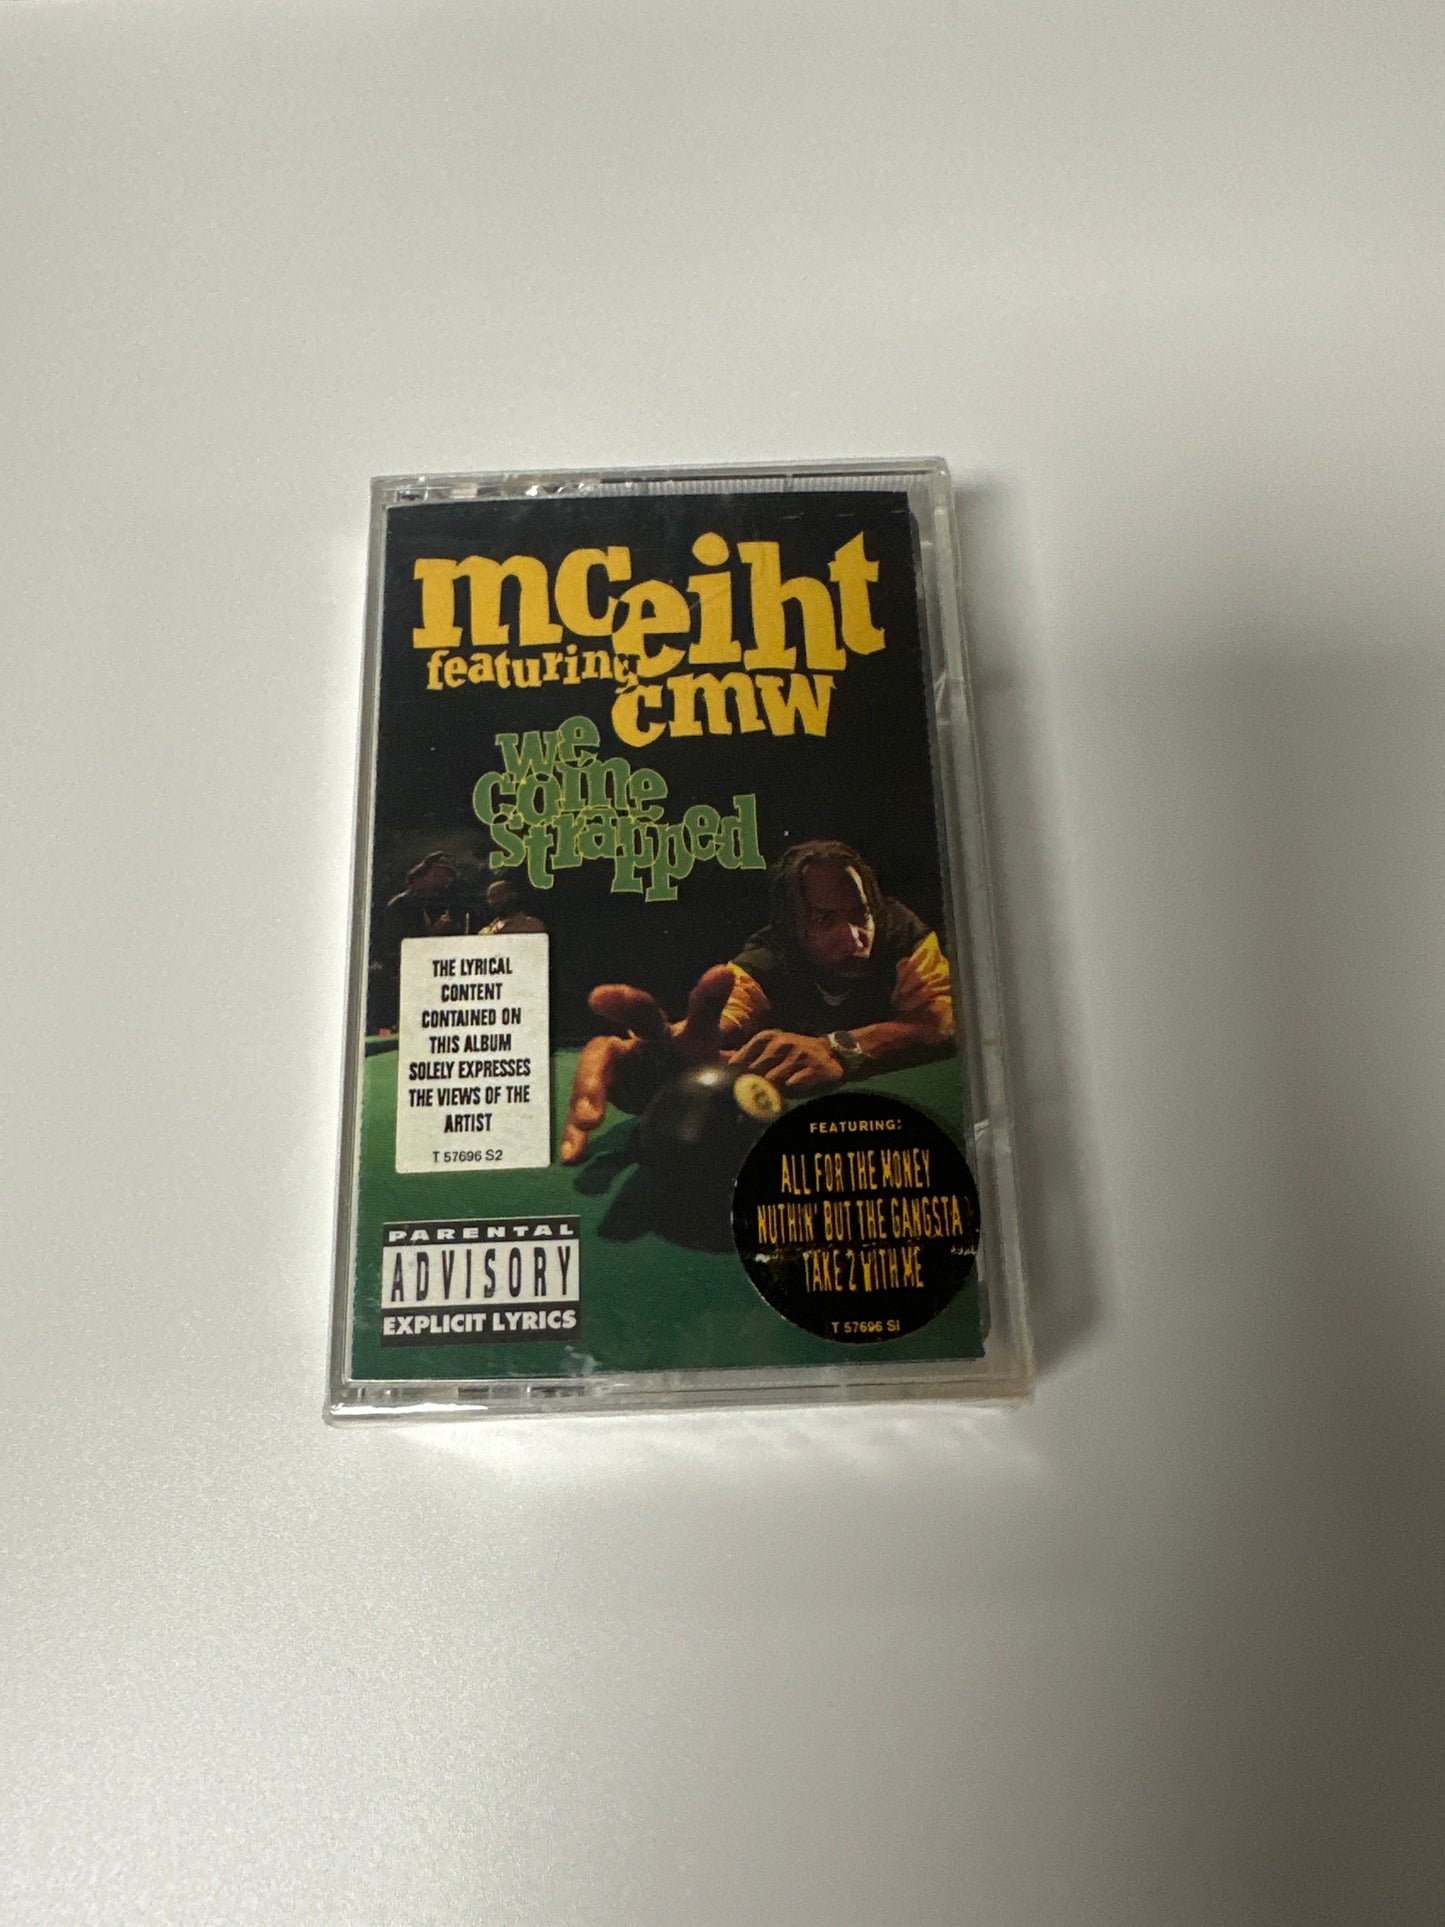 mc eiht
featuring
cmw
we
come
strapped
THE LYRICAL
CONTENT
CONTAINED ON
THIS ALBUM
SOLELY EXPRESSES
THE VIEWS OF THE
ARTIST
T 57696 S2
PARENTAL
ADVISORY
EXPLICIT LYRICS
FEATURING:
ALL FOR THE MONEY
NUTHIN' BUT THE GANGSTA
TAKE 2 WITH ME
T 57696 S1